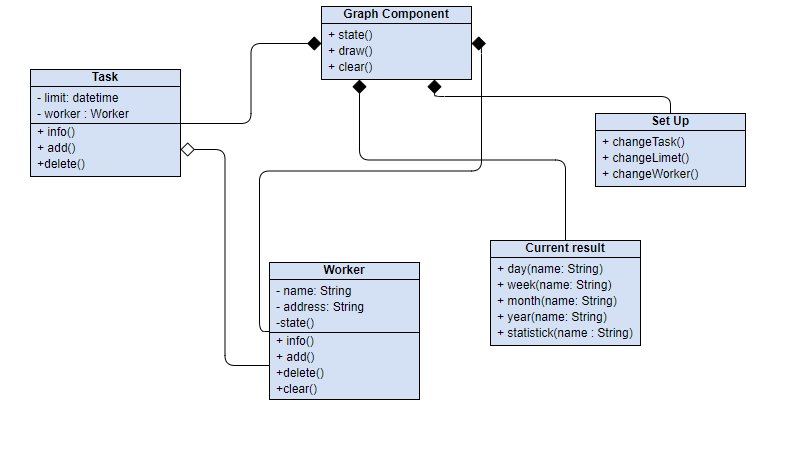 Graph Component
+ state()
+ draw()
+ clear()
Task
- limit: datetime
- worker : Worker
+ info()
+ add()
+delete()
Set Up
+ changeTask()
+ changeLimet()
+ changeWorker()
Current result
+ day(name: String)
+ week(name: String)
+ month(name: String)
+ year(name: String)
+ statistick(name : String)
Worker
- name: String
- address: String
-state()
+ info()
+ add()
+delete()
+clear()